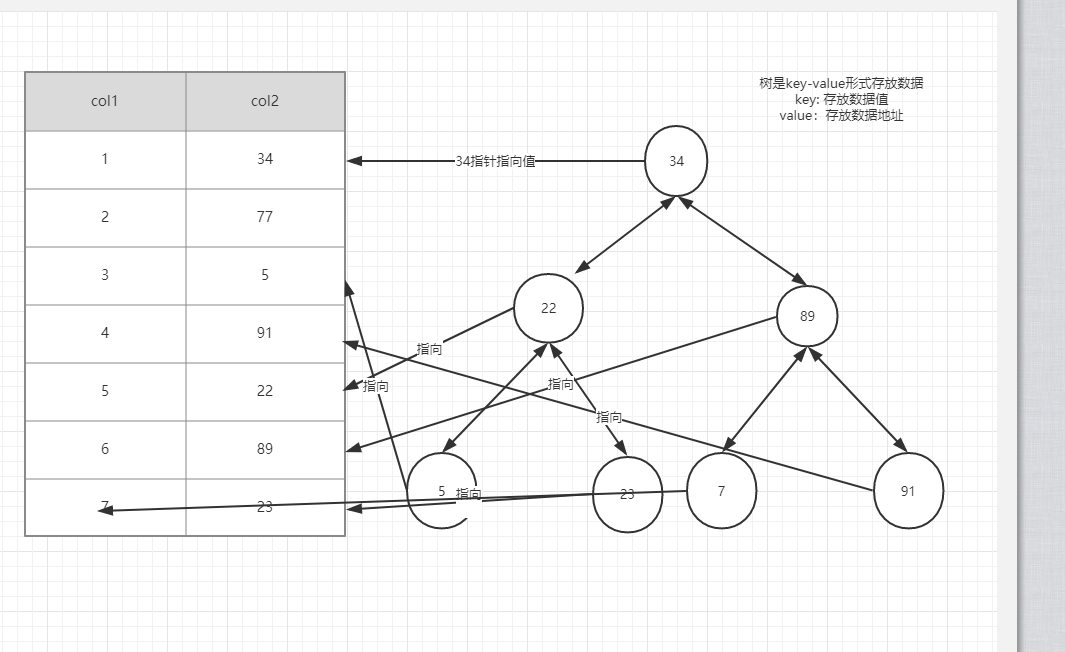 树是key-value形式存放数据
key: 存放数据值
value：存放数据地址
col1 col2
1 34
2 77
3 5
4 91
5 22
6 89
7 23
34指针指向值
34
22
89
指向
指向
指向
指向
5
指向
23
7
91